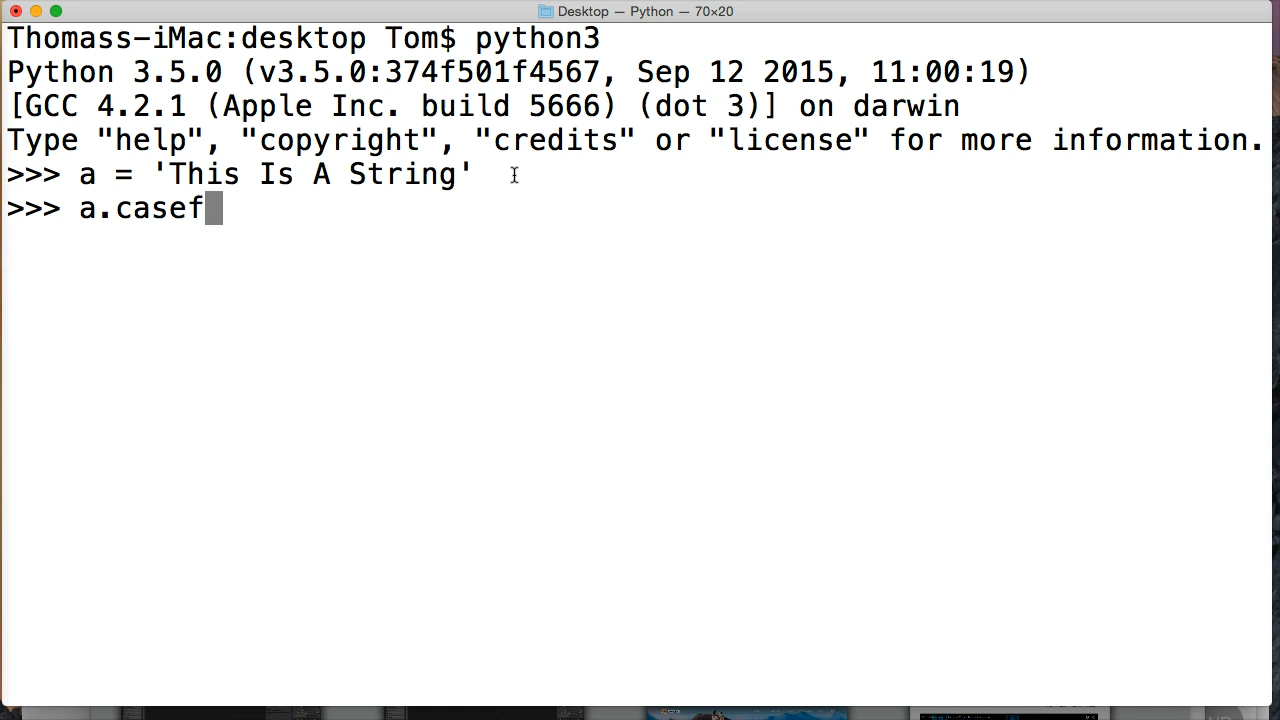 Desktop — Python — 70×20
Thomass-iMac:desktop Tom$ python3
Python 3.5.0 (v3.5.0:374f501f4567, Sep 12 2015, 11:00:19)
[GCC 4.2.1 (Apple Inc. build 5666) (dot 3)] on darwin
Type "help", "copyright", "credits" or "license" for more information.
>>> a = 'This Is A String'
>>> a.casef